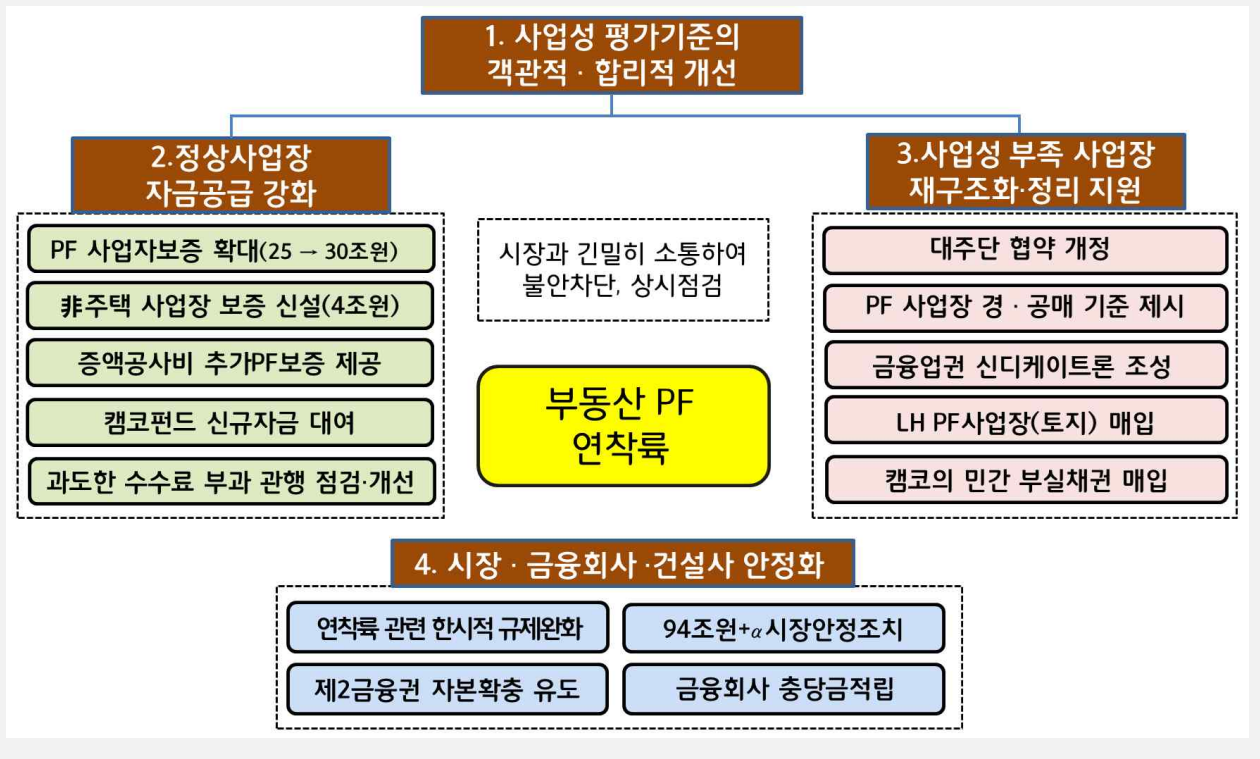 1. 사업성 평가기준의
객관적 · 합리적 개선
2.정상사업장
자금공급 강화
PF 사업자보증 확대(25 → 30조원)
非주택 사업장 보증 신설(4조원)
증액공사비 추가PF보증 제공
캠코펀드 신규자금 대여
과도한 수수료 부과 관행 점검·개선
시장과 긴밀히 소통하여
불안차단, 상시점검
부동산 PF
연착륙
3.사업성 부족 사업장
재구조화·정리 지원
대주단 협약 개정
PF 사업장 경 · 공매 기준 제시
금융업권 신디케이트론 조성
LH PF사업장(토지) 매입
캠코의 민간 부실채권 매입
4. 시장 · 금융회사 ·건설사 안정화
연착륙 관련 한시적 규제완화
94조원+α시장안정조치
제2금융권 자본확충 유도
금융회사 충당금적립